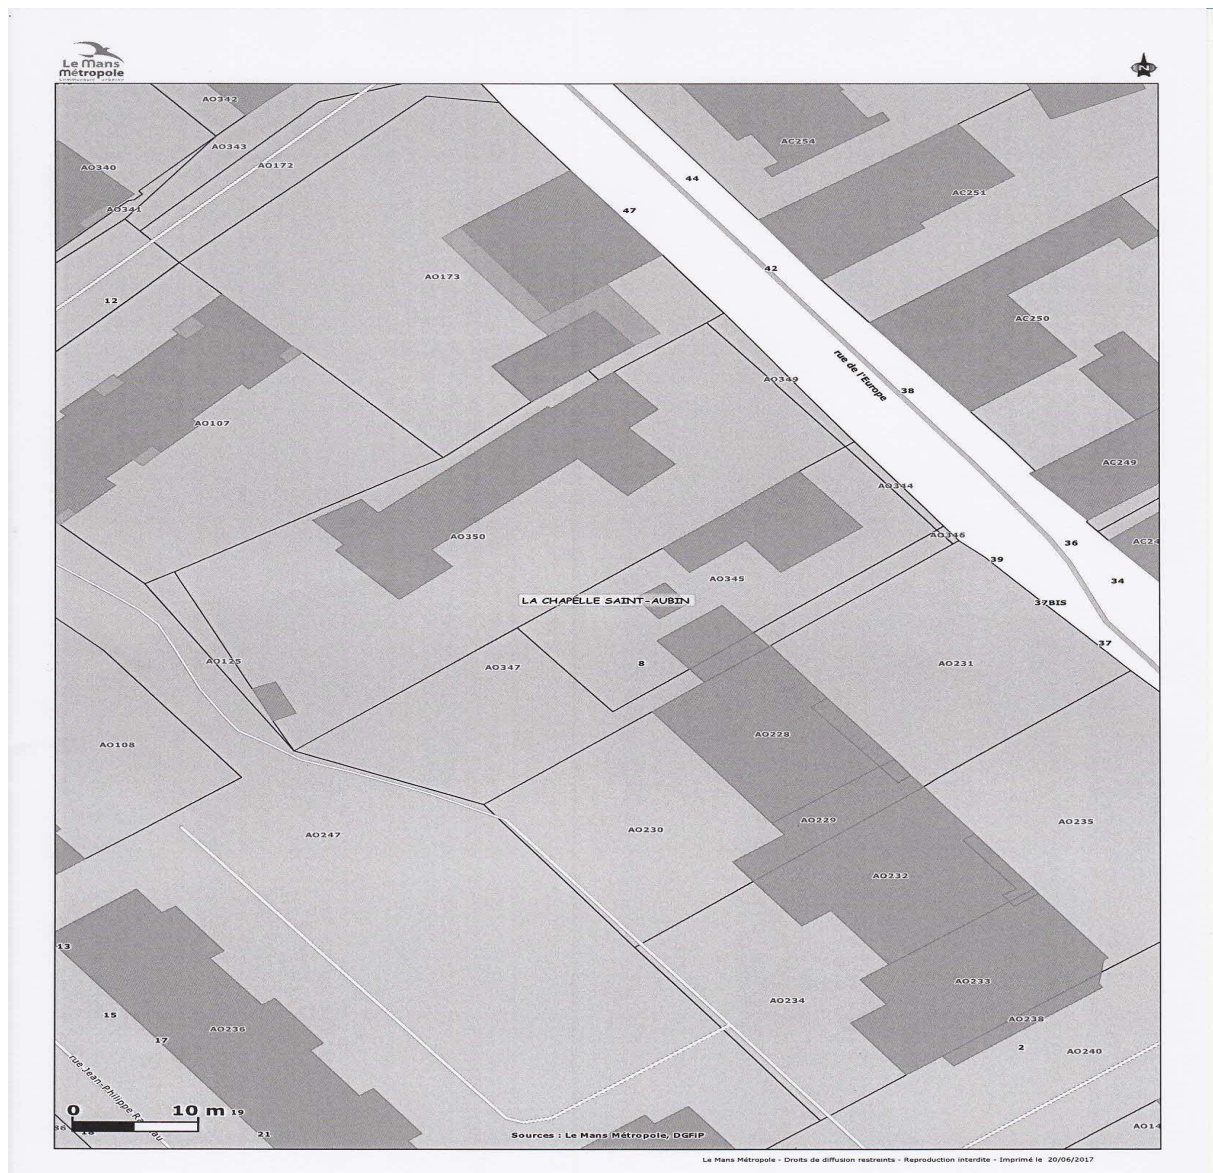 Le Mans
Métropole
N
AO342
AO343
AO340
AO172
AO341
AC254
44
AC251
47
42
AO173
12
AC250
rue de l'Europe
AO349
38
AO107
AC249
AO344
AO350
AO346
36
39
AO345
34
LA CHAPELLE SAINT-AUBIN
37BIS
37
AO125
AO347
8
AO231
AO228
AO108
AO229
AO235
AO230
AO247
AO232
13
AO233
AO234
15
AO238
AO236
17
2
AO240
0
10 m
19
21
Sources : Le Mans Métropole, DGFiP
Le Mans Métropole - Droits de diffusion restreints - Reproduction interdite - Imprimé le 20/06/2017